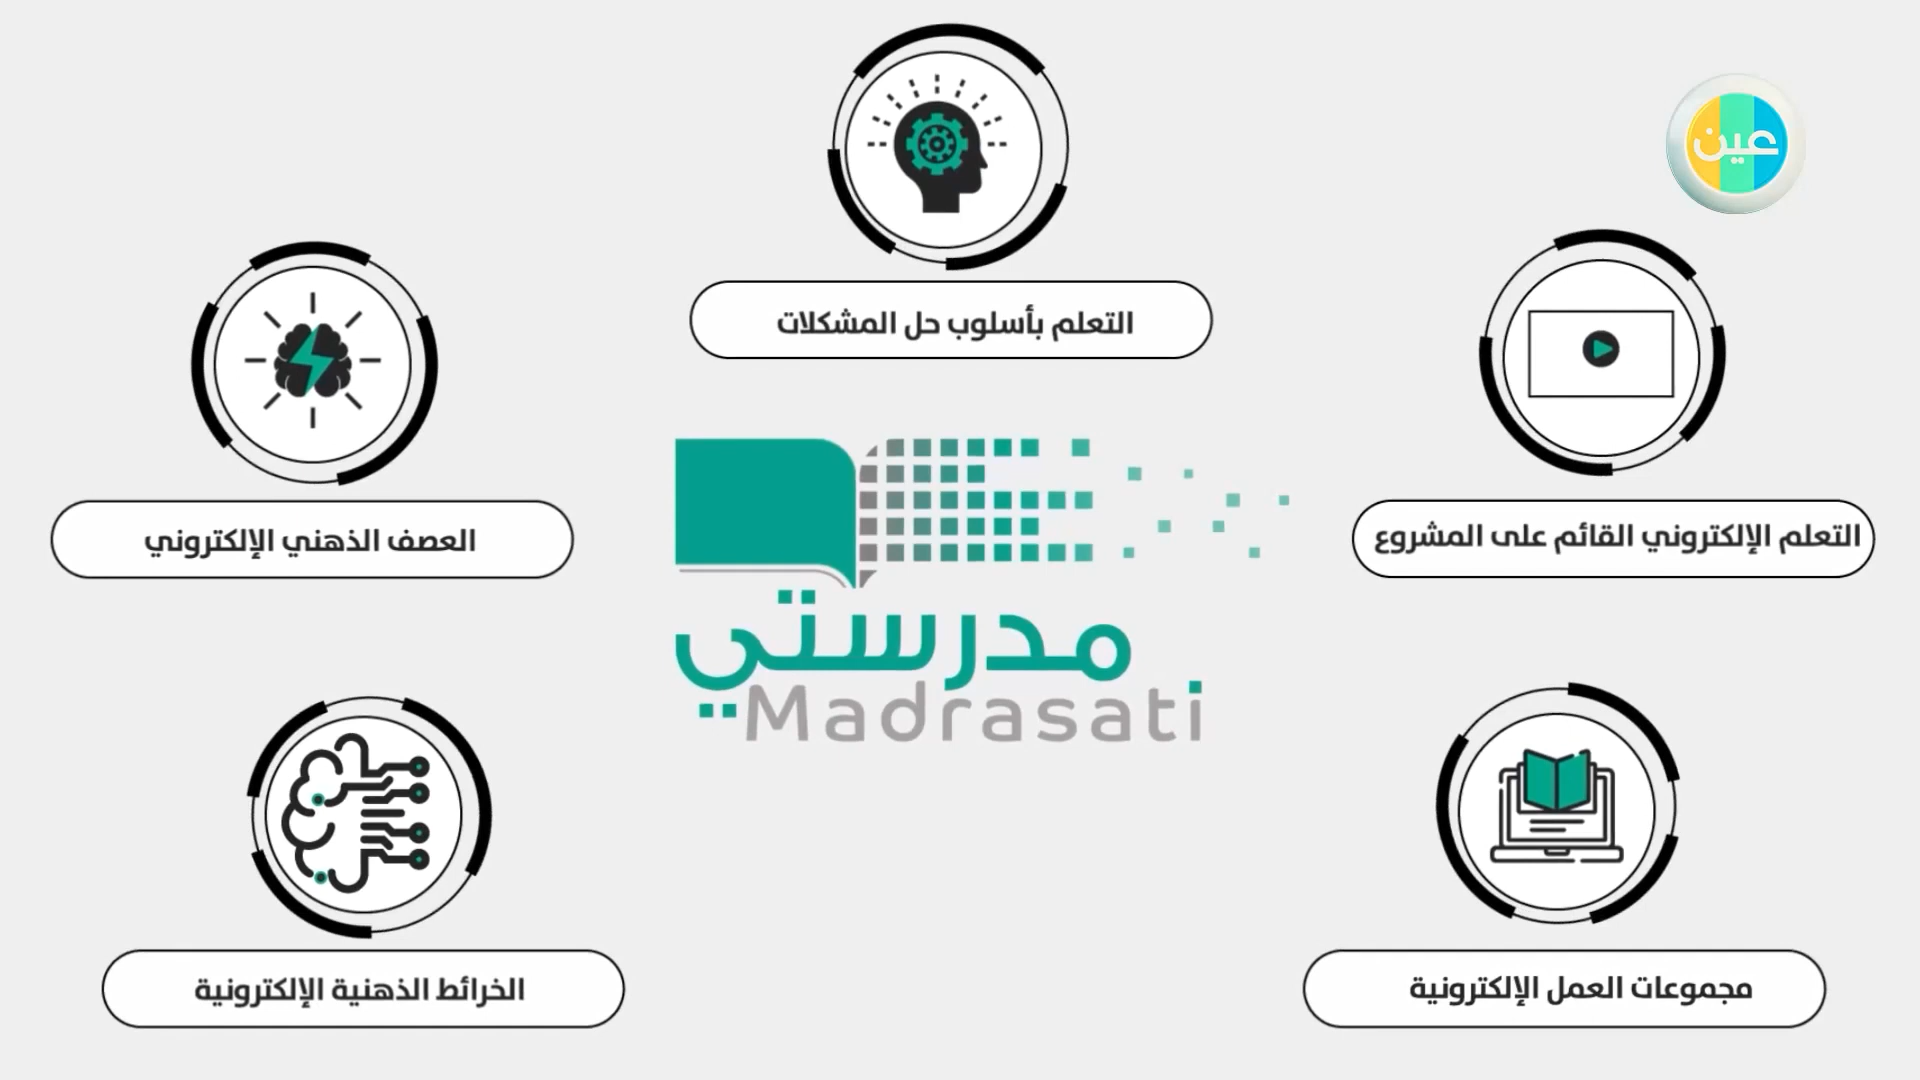 عين
التعلم بأسلوب حل المشكلات
التعلم الإلكتروني القائم على المشروع
العصف الذهني الإلكتروني
مدرستي
Madrasati
مجموعات العمل الإلكترونية
الخرائط الذهنية الإلكترونية